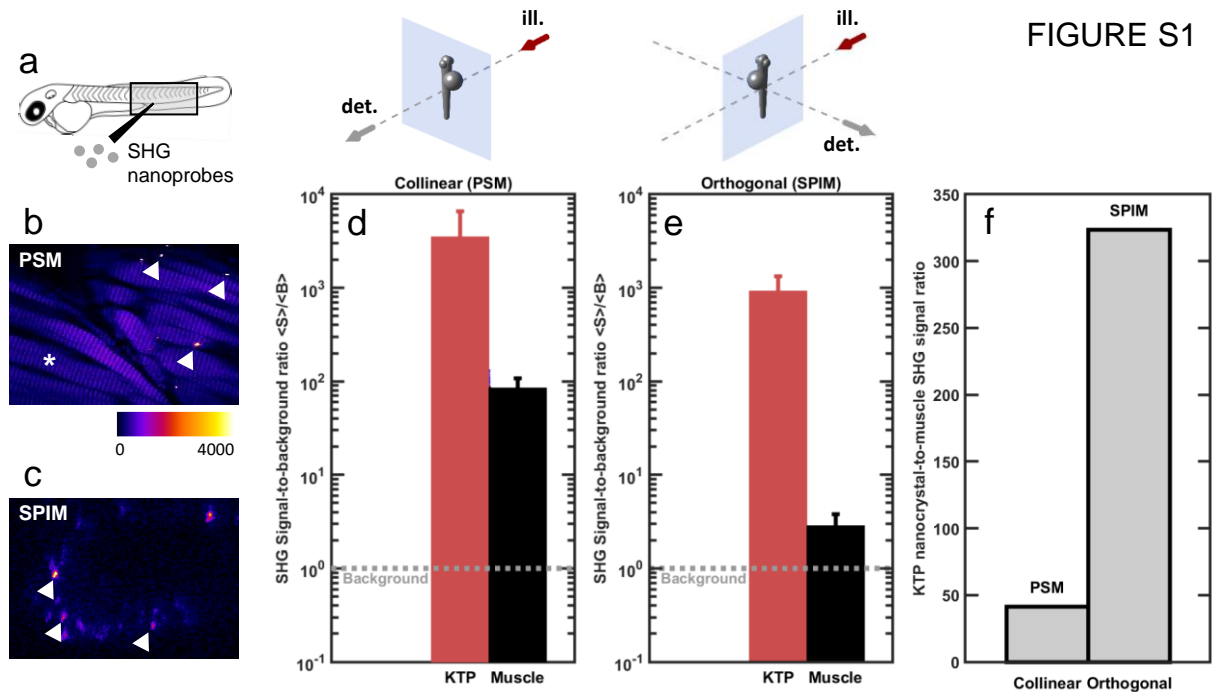 FIGURE S1
a
SHG
nanoprobes
ill.
det.
ill.
det.
b
PSM
*
0 4000
c
SPIM
Collinear (PSM)
d
SHG Signal-to-background ratio <S>/<B>
10^4
10^3
10^2
10^1
10^0
10^-1
Background
KTP Muscle
Orthogonal (SPIM)
e
SHG Signal-to-background ratio <S>/<B>
10^4
10^3
10^2
10^1
10^0
10^-1
Background
KTP Muscle
f
KTP nanocrystal-to-muscle SHG signal ratio
350
300
250
200
150
100
50
0
SPIM
PSM
Collinear Orthogonal